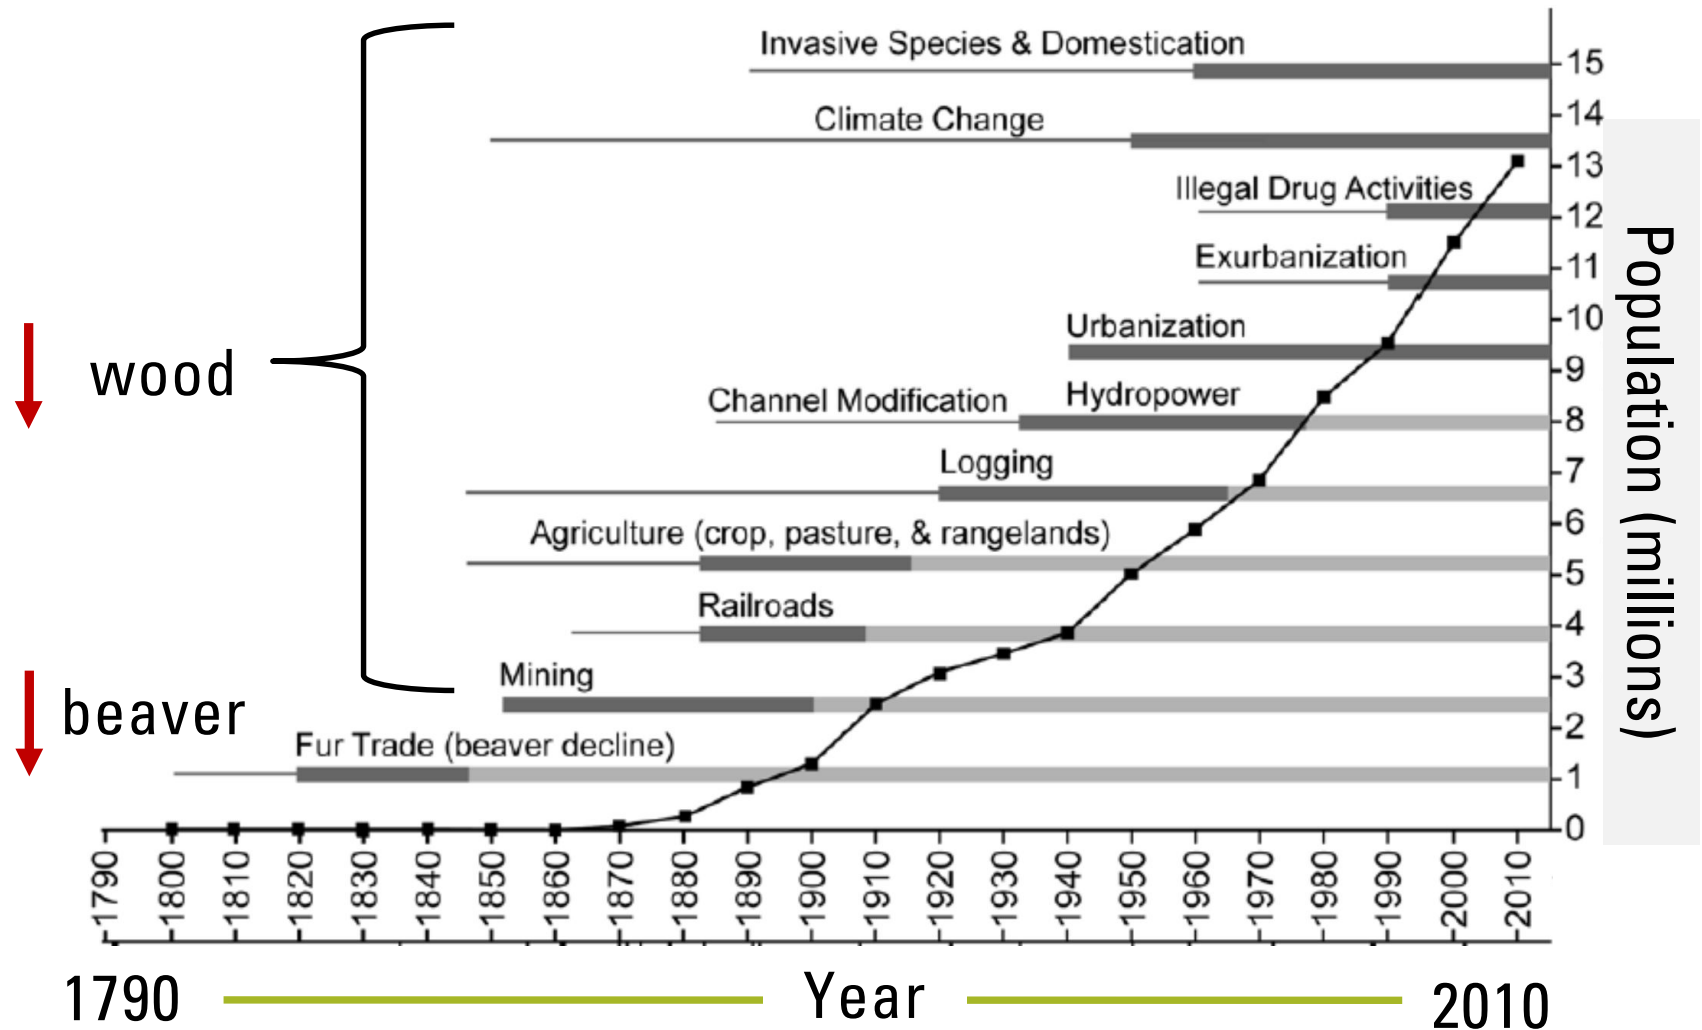 Invasive Species & Domestication
15
Climate Change
14
13
Illegal Drug Activities
12
Exurbanization
11
Urbanization
10
9
wood
Channel Modification
Hydropower
8
Logging
7
Agriculture (crop, pasture, & rangelands)
6
5
Railroads
4
Mining
3
beaver
2
Fur Trade (beaver decline)
1
0
Population (millions)
1790
1800
1810
1820
1830
1840
1850
1860
1870
1880
1890
1900
1910
1920
1930
1940
1950
1960
1970
1980
1990
2000
2010
1790
Year
2010